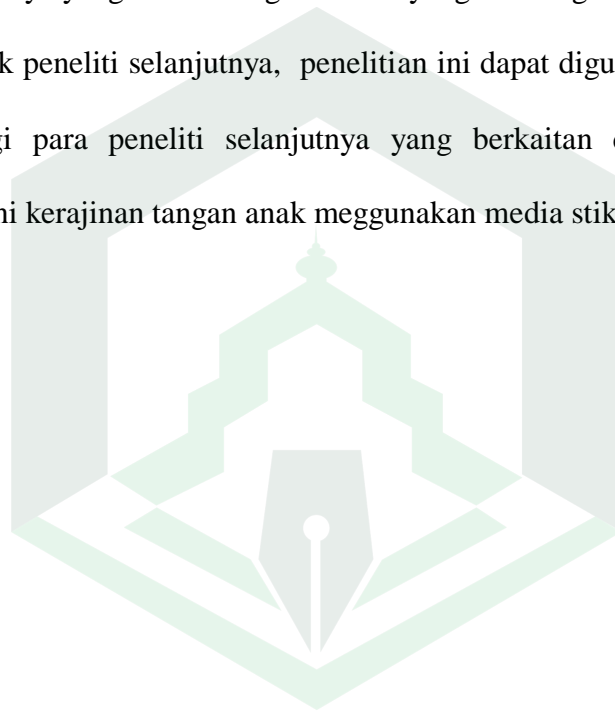 k peneliti selanjutnya, penelitian ini dapat digu
gi para peneliti selanjutnya yang berkaitan
ni kerajinan tangan anak meggunakan media stik